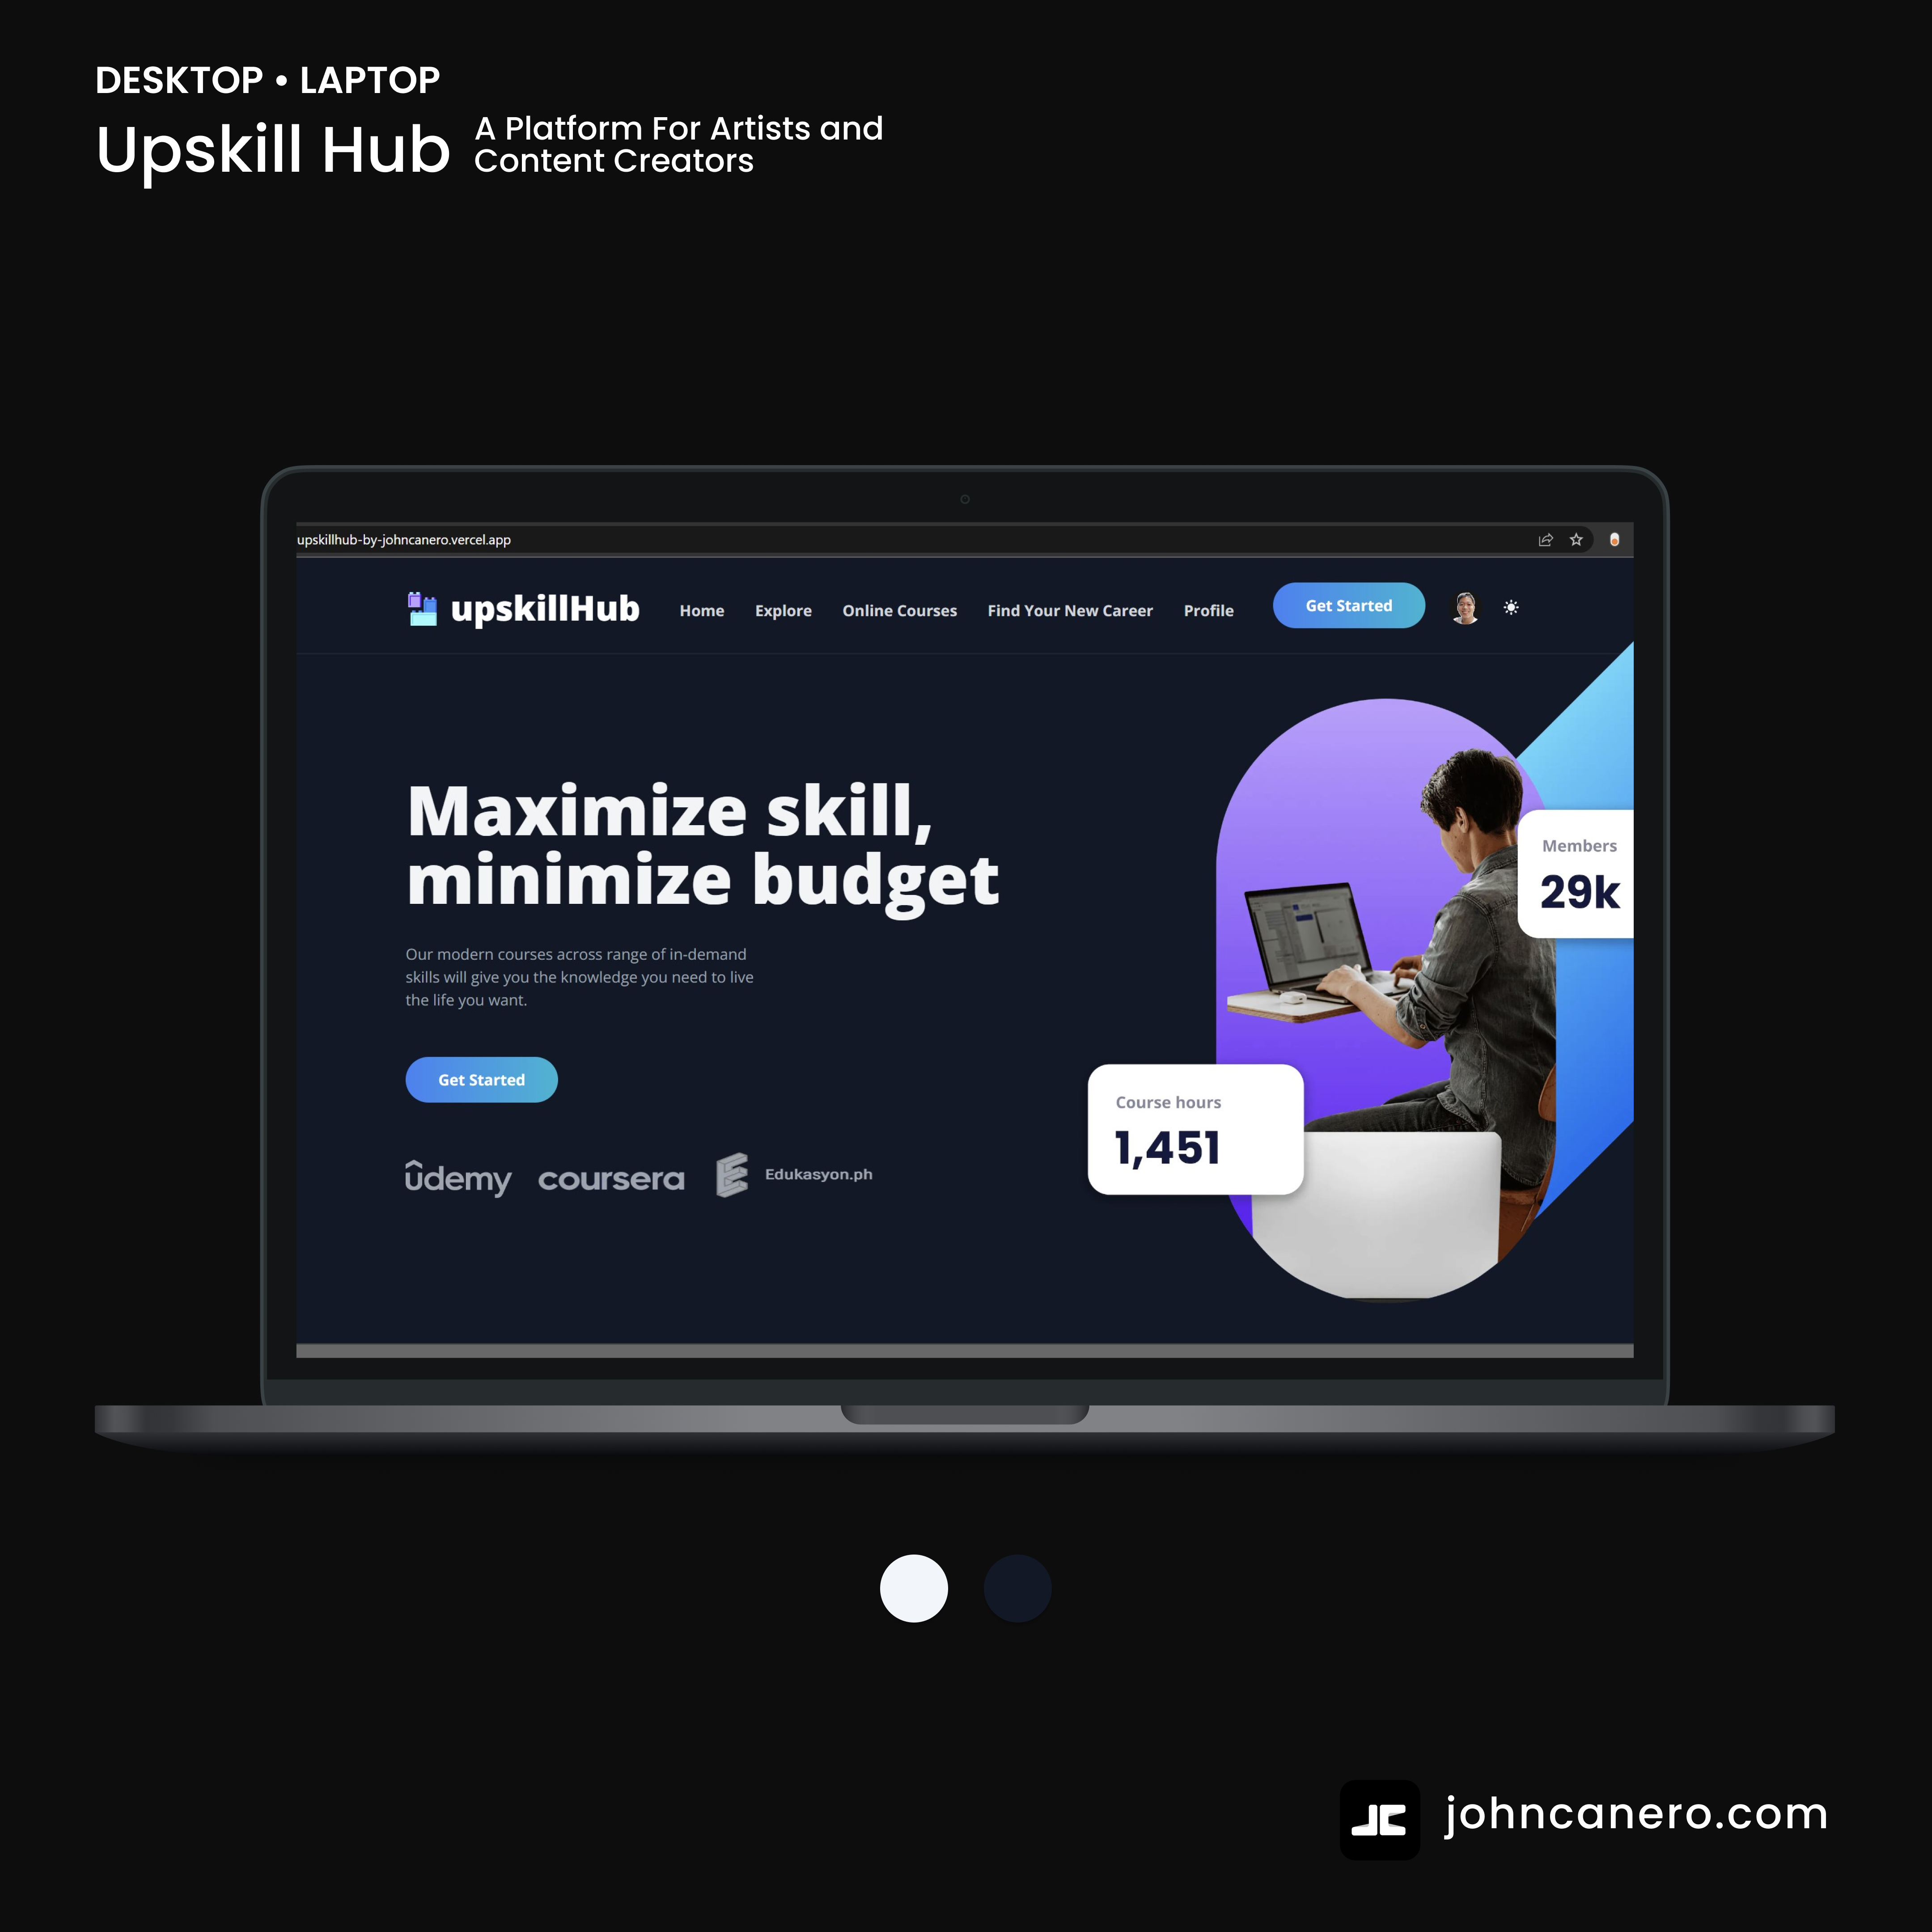 DESKTOP • LAPTOP
Upskill Hub
A Platform For Artists and
Content Creators
upskillhub-by-johncanero.vercel.app
upskillHub
Home
Explore
Online Courses
Find Your New Career
Profile
Get Started
Maximize skill,
minimize budget
Our modern courses across range of in-demand
skills will give you the knowledge you need to live
the life you want.
Get Started
udemy
coursera
Edukasyon.ph
Members
29k
Course hours
1,451
JC
johncanero.com